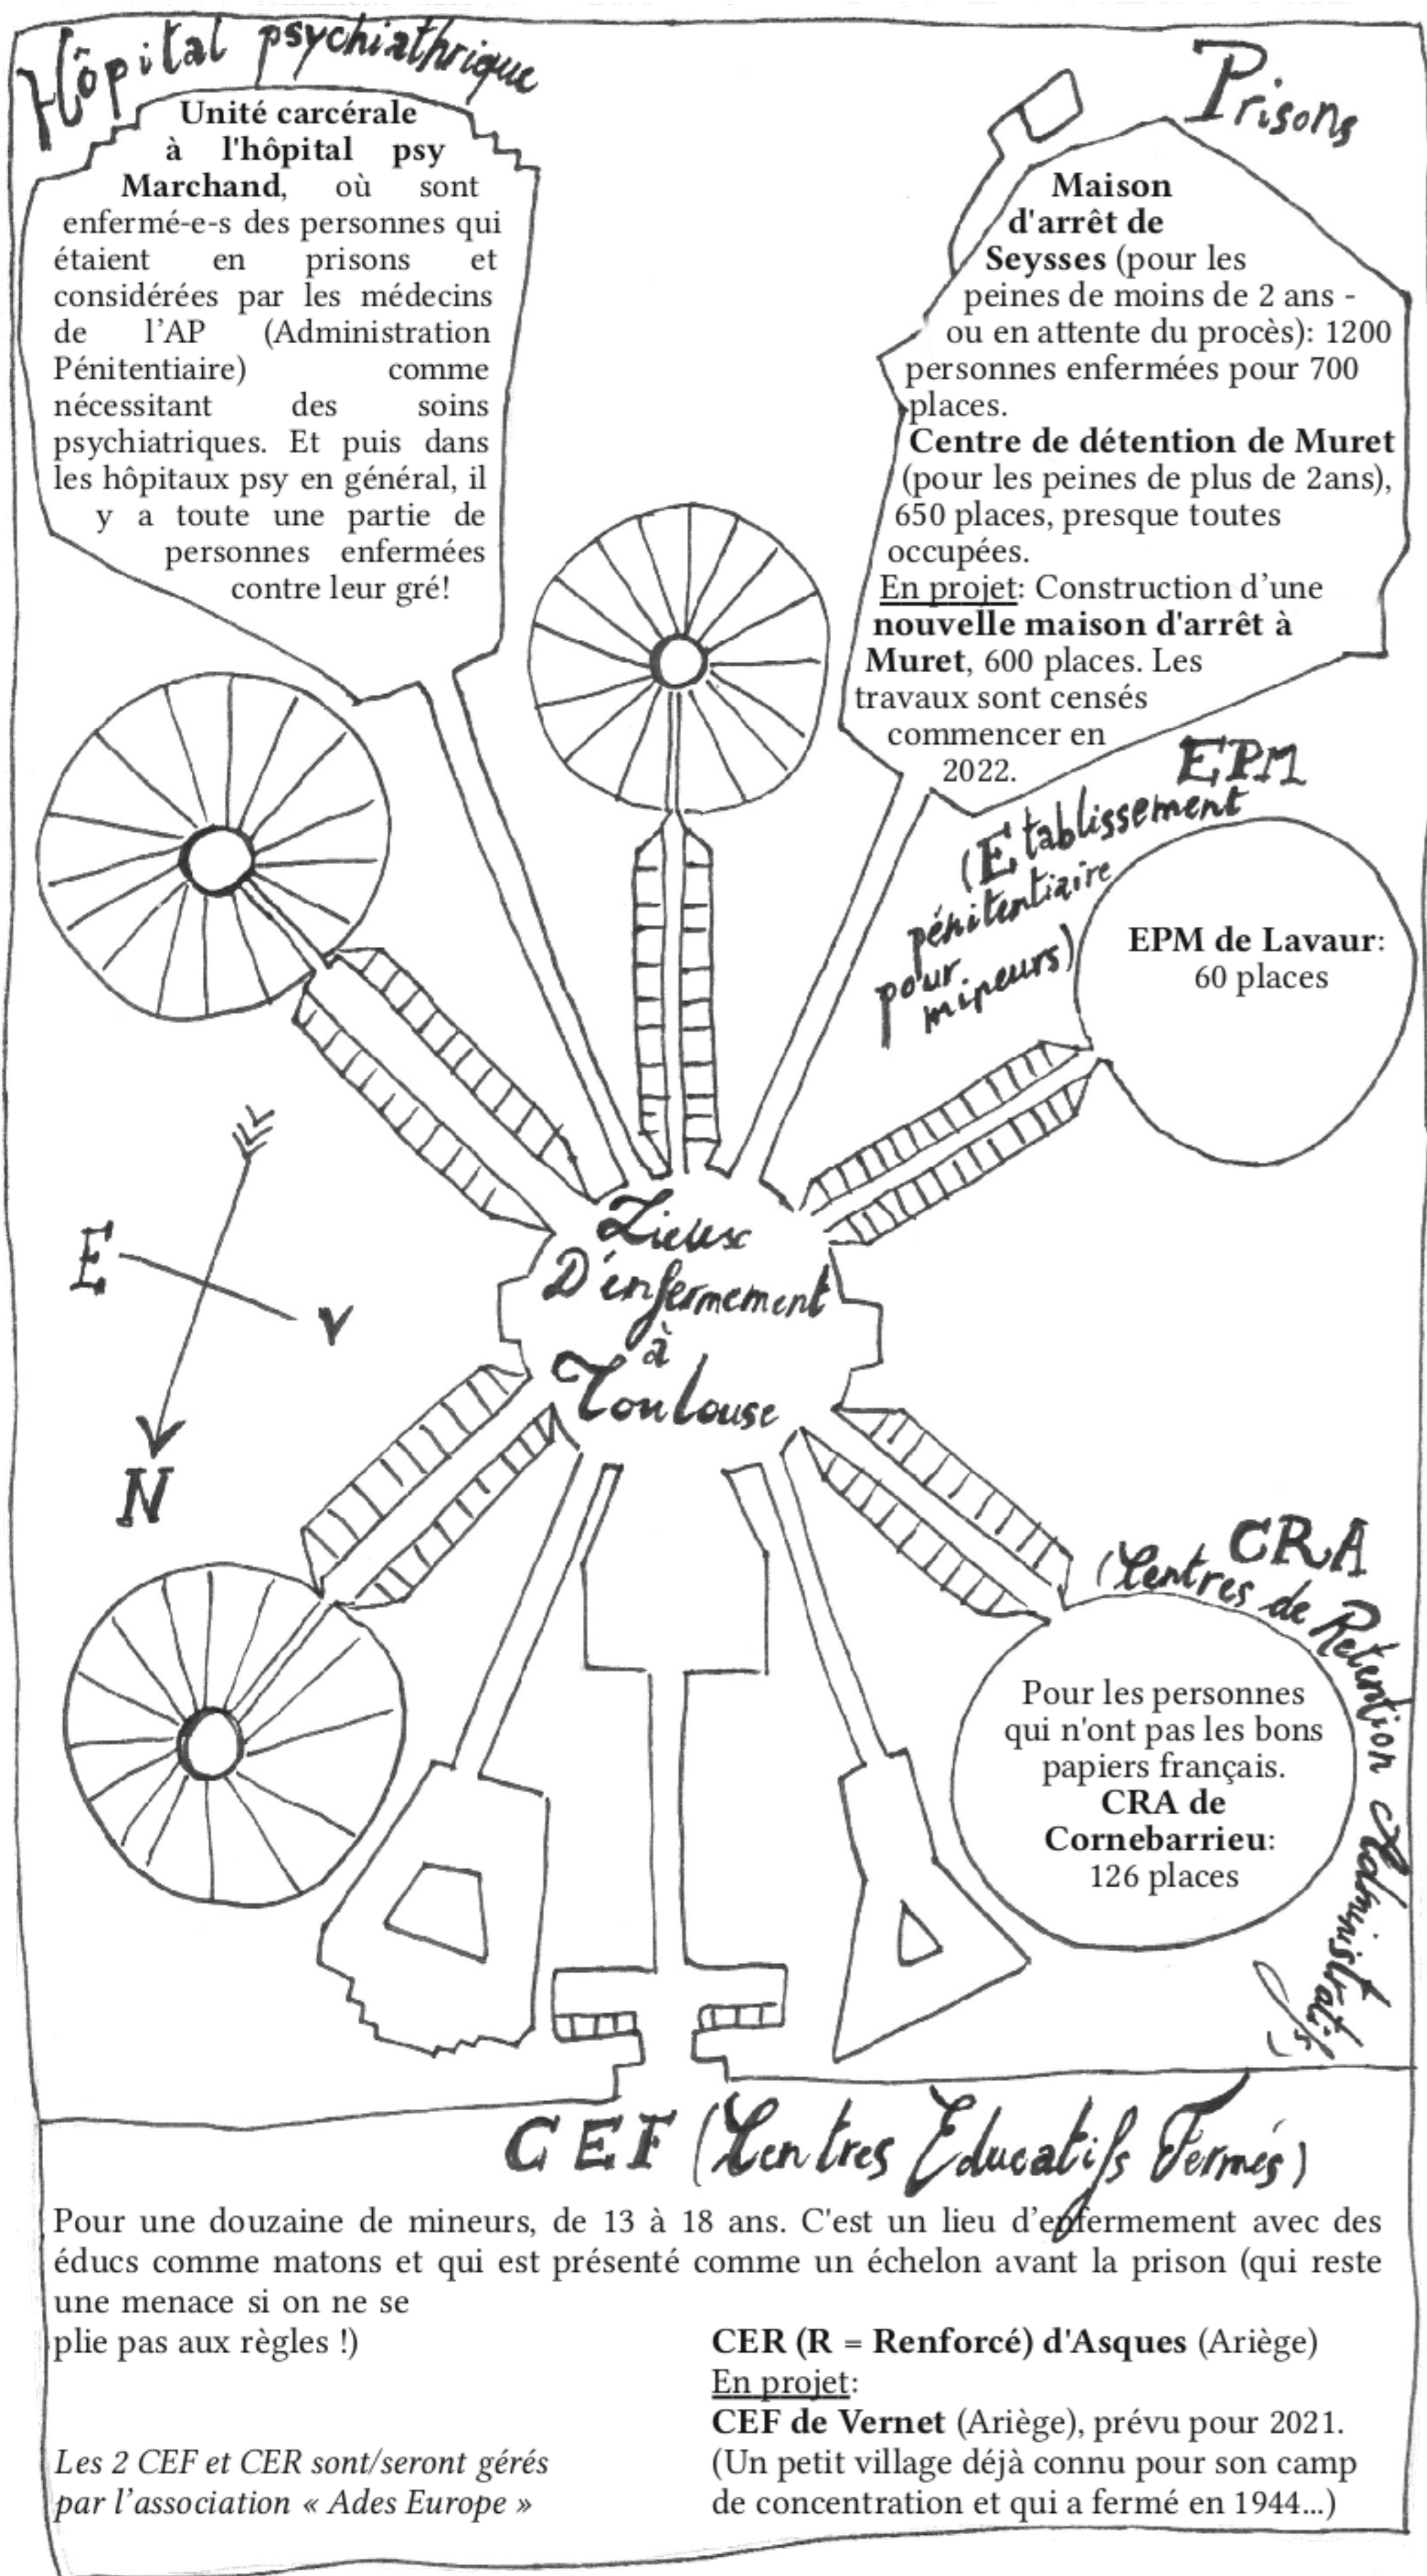 Hôpital psychiathrique
Unité carcérale
à l'hôpital psy
Marchand, où sont
enfermé-e-s des personnes qui
étaient en prisons et
considérées par les médecins
de l'AP (Administration
Pénitentiaire) comme
nécessitant des soins
psychiatriques. Et puis dans
les hôpitaux psy en général, il
y a toute une partie de
personnes enfermées
contre leur gré!
Prisons
Maison
d'arrêt de
Seysses (pour les
peines de moins de 2 ans -
ou en attente du procès): 1200
personnes enfermées pour 700
places.
Centre de détention de Muret
(pour les peines de plus de 2ans),
650 places, presque toutes
occupées.
En projet: Construction d’une
nouvelle maison d'arrêt à
Muret, 600 places. Les
travaux sont censés
commencer en
2022.
EPM
(Etablissement
pénitentiaire
pour
mineurs)
EPM de Lavaur:
60 places
Lieux
D'enfermement
à
Toulouse
E
V
N
CRA
(Centres de Retention Administratifs)
Pour les personnes
qui n'ont pas les bons
papiers français.
CRA de
Cornebarrieu:
126 places
CEF (Centres Educatifs Fermés)
Pour une douzaine de mineurs, de 13 à 18 ans. C'est un lieu d’enfermement avec des
éducs comme matons et qui est présenté comme un échelon avant la prison (qui reste
une menace si on ne se
plie pas aux règles !)
Les 2 CEF et CER sont/seront gérés
par l’association « Ades Europe »
CER (R = Renforcé) d'Asques (Ariège)
En projet:
CEF de Vernet (Ariège), prévu pour 2021.
(Un petit village déjà connu pour son camp
de concentration et qui a fermé en 1944...)